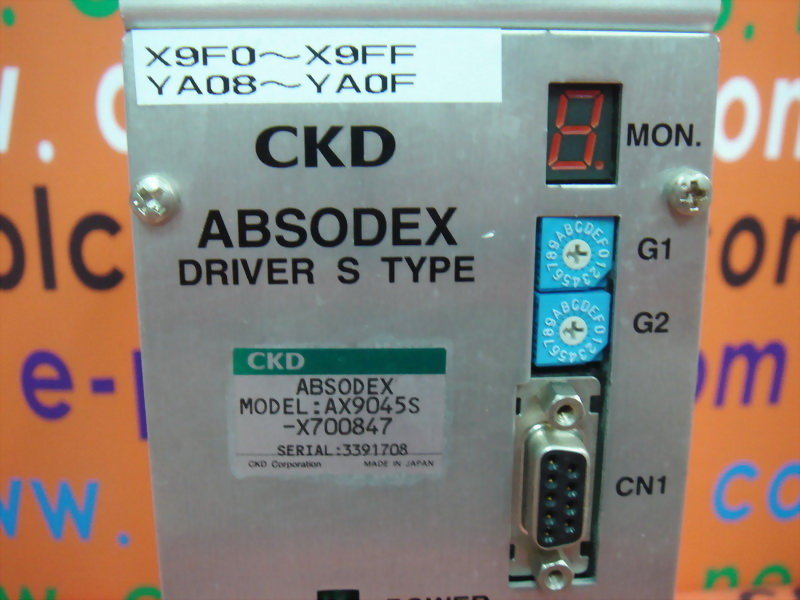 X9F0~X9FF
YA08~YA0F
CKD
MON.
ABSODEX
DRIVER S TYPE
G1
G2
CKD
ABSODEX
MODEL:AX9045S
-X700847
SERIAL:3391708
CKD Corporation MADE IN JAPAN
CN1
POWER